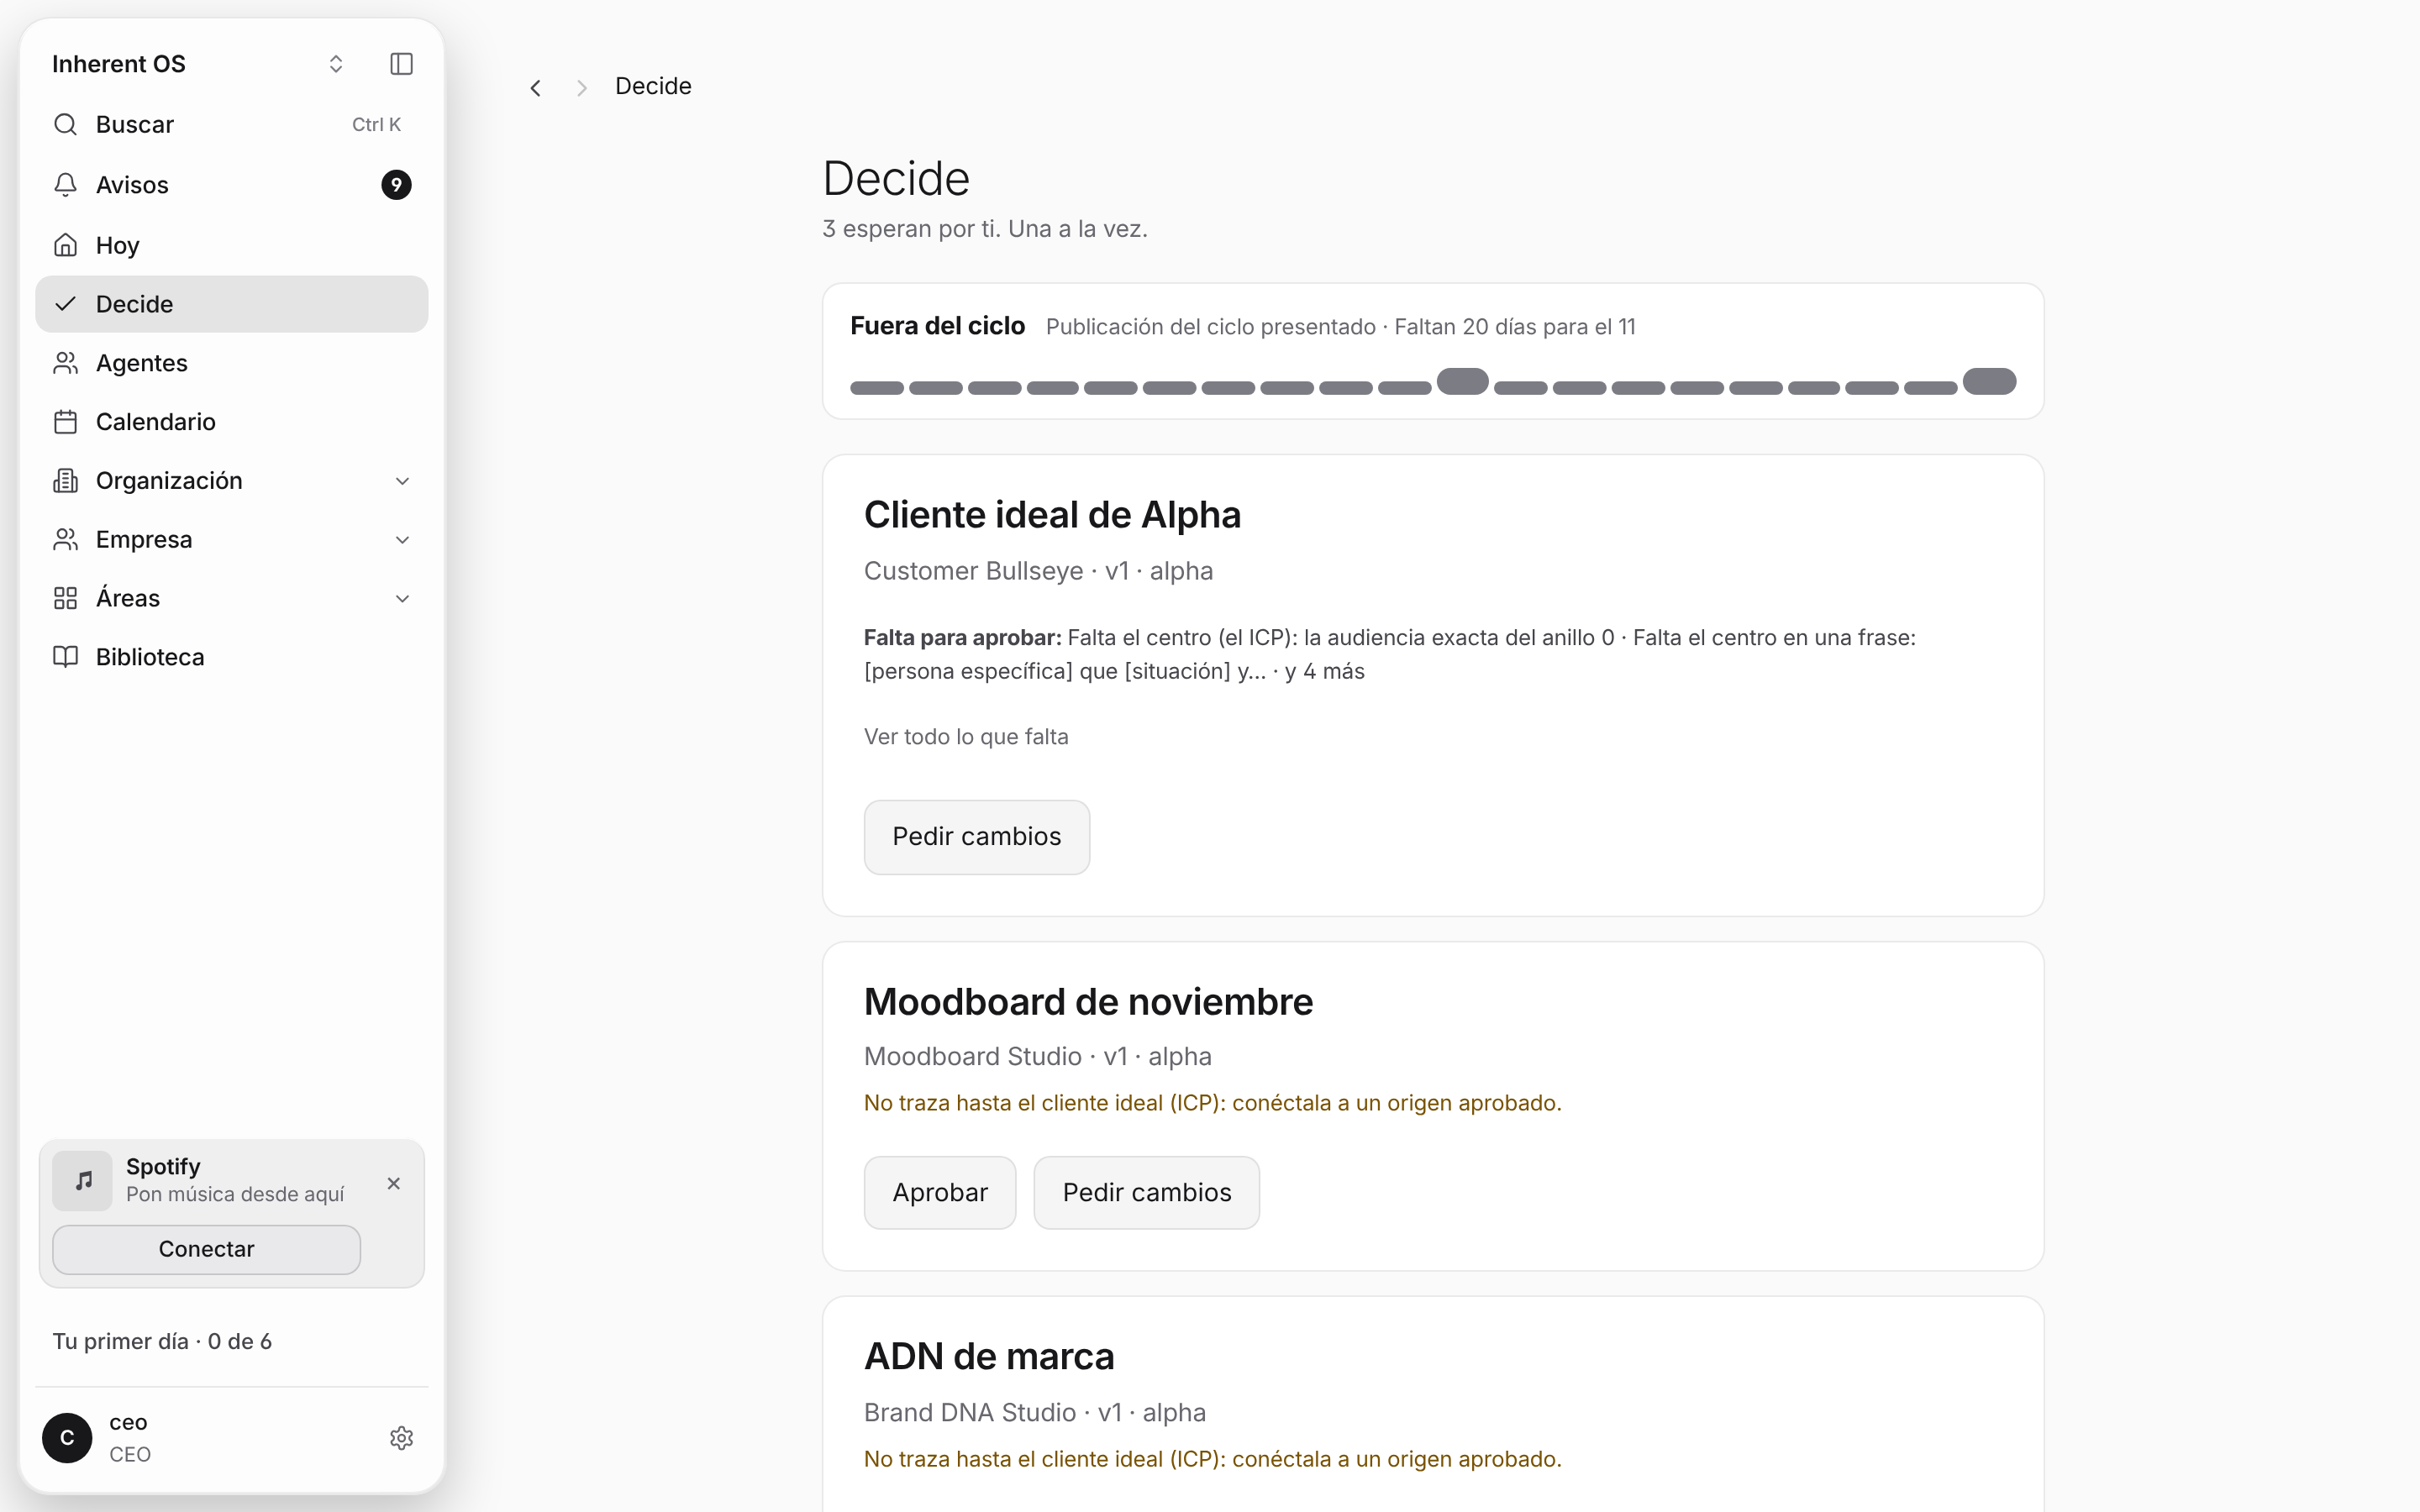 Inherent OS
Buscar
Ctrl K
Avisos
9
Hoy
Decide
Agentes
Calendario
Organización
Empresa
Áreas
Biblioteca
Spotify
Pon música desde aquí
Conectar
Tu primer día · 0 de 6
C
ceo
CEO
Decide
Decide
3 esperan por ti. Una a la vez.
Fuera del ciclo Publicación del ciclo presentado · Faltan 20 días para el 11
Cliente ideal de Alpha
Customer Bullseye · v1 · alpha
Falta para aprobar: Falta el centro (el ICP): la audiencia exacta del anillo 0 · Falta el centro en una frase:
[persona específica] que [situación] y... · y 4 más
Ver todo lo que falta
Pedir cambios
Moodboard de noviembre
Moodboard Studio · v1 · alpha
No traza hasta el cliente ideal (ICP): conéctala a un origen aprobado.
Aprobar
Pedir cambios
ADN de marca
Brand DNA Studio · v1 · alpha
No traza hasta el cliente ideal (ICP): conéctala a un origen aprobado.